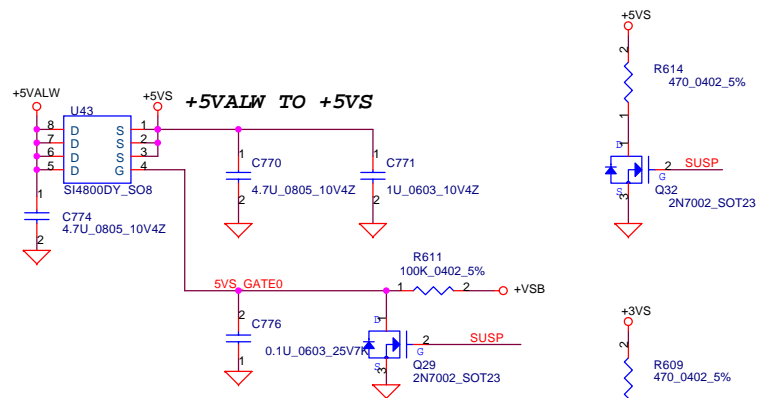 +5VS
2
R614
470_0402_5%
1
+5VALW
U43
+5VS
+5VALW TO +5VS
8 D S 1
7 D S 2
6 D S 3
5 D G 4
SI4800DY_SO8
1
C774
4.7U_0805_10V4Z
2
1
C770
4.7U_0805_10V4Z
2
1
C771
1U_0603_10V4Z
2
D
2
SUSP
G
Q32
S
3
2N7002_SOT23
R611
100K_0402_5%
5VS_GATE0
1
2
+VSB
2
C776
0.1U_0603_25V7K
1
1
D
2
SUSP
G
Q29
S
3
2N7002_SOT23
+3VS
2
R609
470_0402_5%